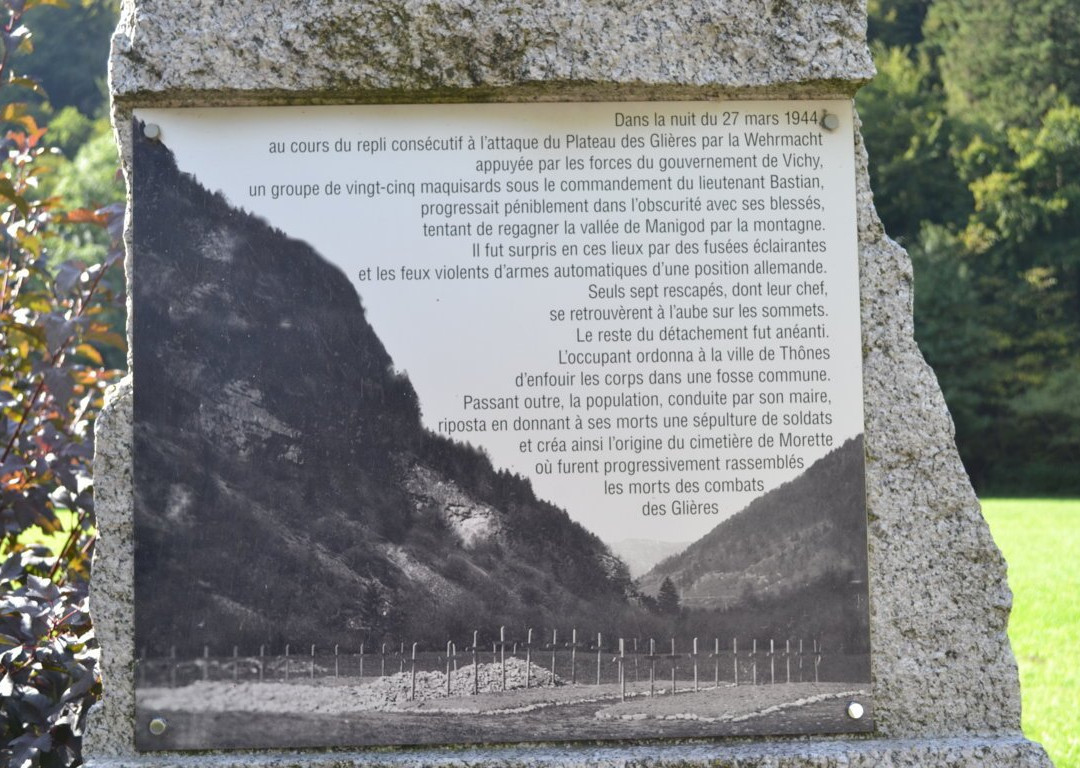 Dans la nuit du 27 mars 1944,
au cours du repli consécutif à l'attaque du Plateau des Glières par la Wehrmacht
appuyée par les forces du gouvernement de Vichy,
un groupe de vingt-cinq maquisards sous le commandement du lieutenant Bastian,
progressait péniblement dans l'obscurité avec ses blessés,
tentant de regagner la vallée de Manigod par la montagne.
Il fut surpris en ces lieux par des fusées éclairantes
et les feux violents d'armes automatiques d'une position allemande.
Seuls sept rescapés, dont leur chef,
se retrouvèrent à l'aube sur les sommets.
Le reste du détachement fut anéanti.
L'occupant ordonna à la ville de Thônes
d'enfouir les corps dans une fosse commune.
Passant outre, la population, conduite par son maire,
riposta en donnant à ses morts une sépulture de soldats
et créa ainsi l'origine du cimetière de Morette
où furent progressivement rassemblés
les morts des combats
des Glières